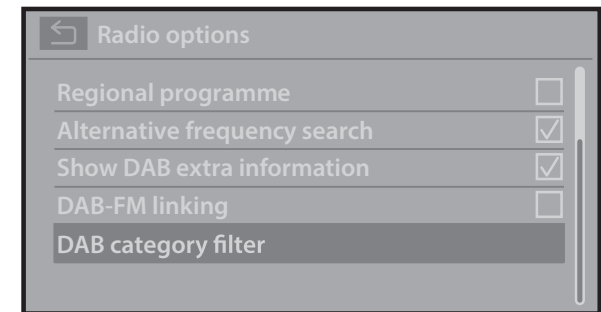 Radio options
Regional programme
Alternative frequency search
Show DAB extra information
DAB-FM linking
DAB category filter